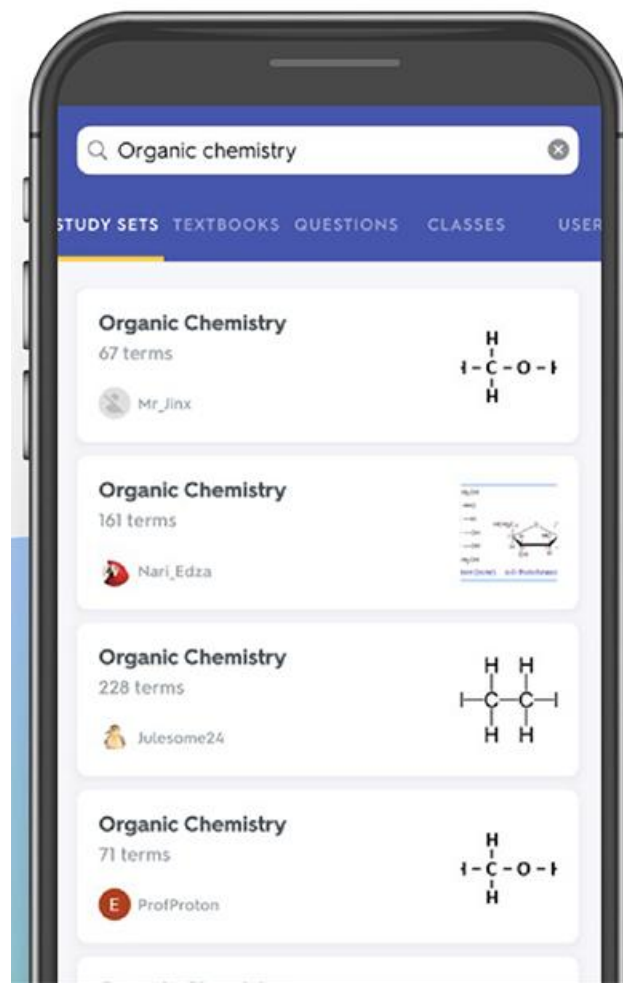 Organic chemistry
STUDY SETS TEXTBOOKS QUESTIONS CLASSES USER
Organic Chemistry
67 terms
Mr_Jinx
H
C - O
H
Organic Chemistry
161 terms
Nari_Edza
Organic Chemistry
228 terms
Julesome24
H H
C C
H H
Organic Chemistry
71 terms
E ProfProton
H
C - O
H